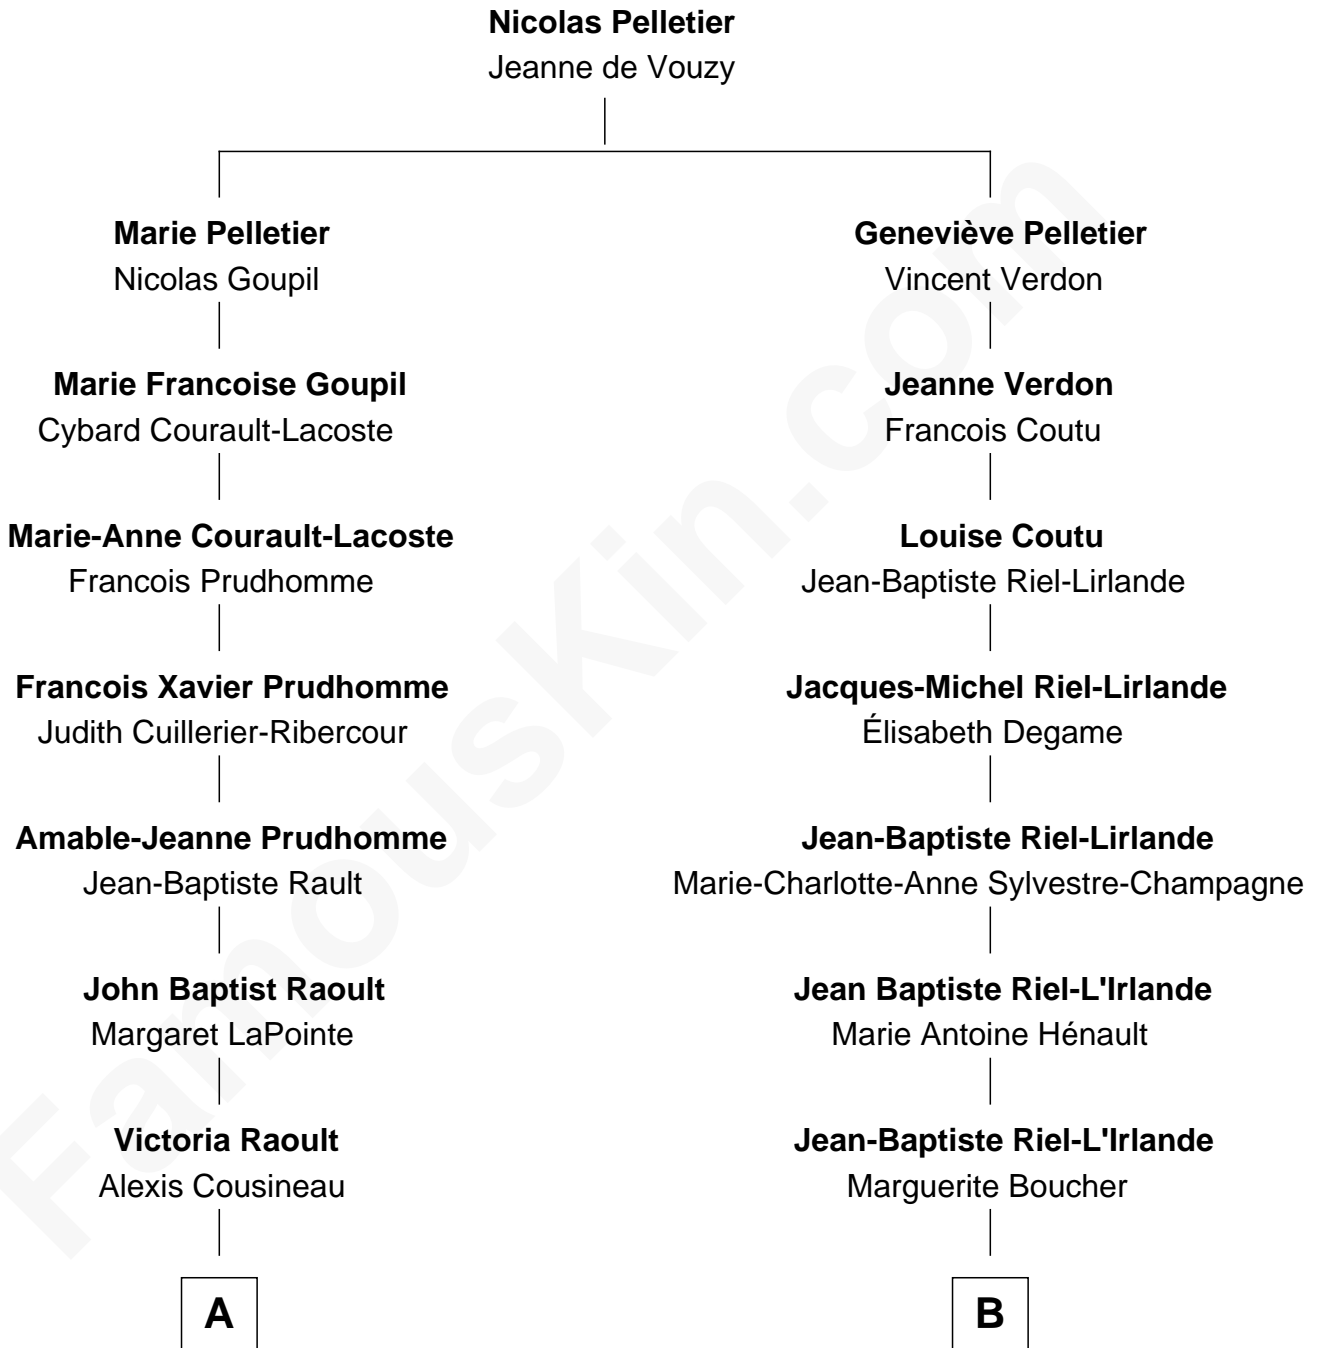 Nicolas Pelletier
Jeanne de Vouzy
Marie Pelletier
Nicolas Goupil
Geneviève Pelletier
Vincent Verdon
Marie Francoise Goupil
Cybard Courault-Lacoste
Jeanne Verdon
Francois Coutu
Marie-Anne Courault-Lacoste
Francois Prudhomme
Louise Coutu
Jean-Baptiste Riel-Lirlande
Francois Xavier Prudhomme
Judith Cuillerier-Ribercour
Jacques-Michel Riel-Lirlande
Élisabeth Degame
Amable-Jeanne Prudhomme
Jean-Baptiste Rault
Jean-Baptiste Riel-Lirlande
Marie-Charlotte-Anne Sylvestre-Champagne
John Baptist Raoult
Margaret LaPointe
Jean Baptiste Riel-L'Irlande
Marie Antoine Hénault
Victoria Raoult
Alexis Cousineau
Jean-Baptiste Riel-L'Irlande
Marguerite Boucher
A
B
FamousKin.com